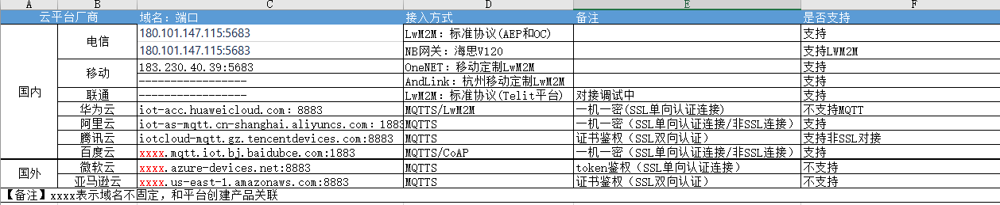 A B C D E F
云平台厂商 域名：端口 接入方式 备注 是否支持
国内 电信 180.101.147.115:5683 LwM2M：标准协议(AEP和OC) 支持
180.101.147.115:5683 NB网关：海思V120 支持LWM2M
移动 183.230.40.39:5683 OneNET：移动定制LwM2M 支持
----------------- AndLink：杭州移动定制LwM2M 支持
联通 ----------------- LwM2M：标准协议(Telit平台) 对接调试中 支持
华为云 iot-acc.huaweicloud.com：8883 MQTTS/LwM2M 一机一密(SSL单向认证连接) 不支持MQTT
阿里云 iot-as-mqtt.cn-shanghai.aliyuncs.com：1883 MQTTS 一机一密（SSL单向认证连接/非SSL连接） 支持
腾讯云 iotcloud-mqtt.gz.tencentdevices.com:8883 MQTTS 证书鉴权（SSL双向认证） 支持非SSL对接
百度云 xxxx.mqtt.iot.bj.baidubce.com:1883 MQTTS/CoAP 一机一密（SSL单向认证连接/非SSL连接） 支持
国外 微软云 xxxx.azure-devices.net:8883 MQTTS token鉴权（SSL单向认证连接） 不支持
亚马逊云 xxxx.us-east-1.amazonaws.com:8883 MQTTS 证书鉴权（SSL双向认证） 不支持
【备注】xxxx表示域名不固定，和平台创建产品关联